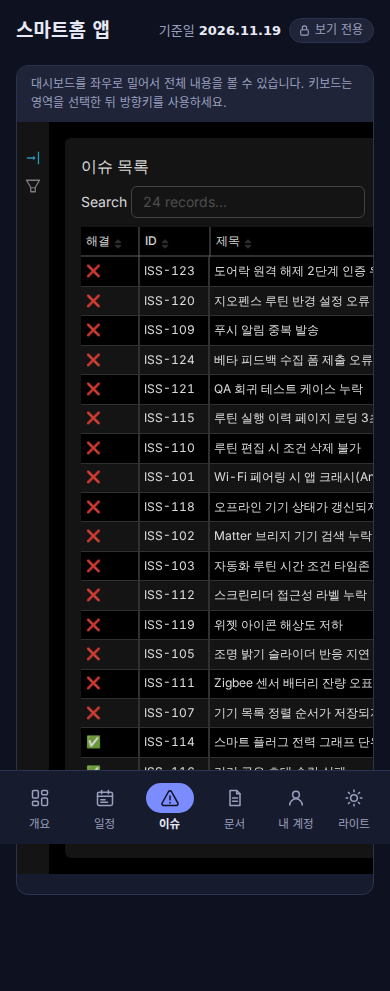 스마트홈 앱
기준일 2026.11.19
보기 전용
대시보드를 좌우로 밀어서 전체 내용을 볼 수 있습니다. 키보드는
영역을 선택한 뒤 방향키를 사용하세요.
이슈 목록
Search 24 records...
해결 ID 제목
ISS-123 도어락 원격 해제 2단계 인증
ISS-120 지오펜스 루틴 반경 설정 오류
ISS-109 푸시 알림 중복 발송
ISS-124 베타 피드백 수집 폼 제출 오류
ISS-121 QA 회귀 테스트 케이스 누락
ISS-115 루틴 실행 이력 페이지 로딩
ISS-110 루틴 편집 시 조건 삭제 불가
ISS-101 Wi-Fi 페어링 시 앱 크래시(An
ISS-118 오프라인 기기 상태가
ISS-102 Matter 브리지 기기 검색 누락
ISS-103 자동화 루틴 시간 조건 타임존
ISS-112 스크린리더 접근성 라벨 누락
ISS-119 위젯 아이콘 해상도 저하
ISS-105 조명 밝기 슬라이더 반응 지연
ISS-111 Zigbee 센서 배터리 잔량 오표
ISS-107 기기 목록 정렬 순서가
ISS-114 스마트 플러그 전력 그래프
개요 일정 이슈 문서 내 계정 라이트